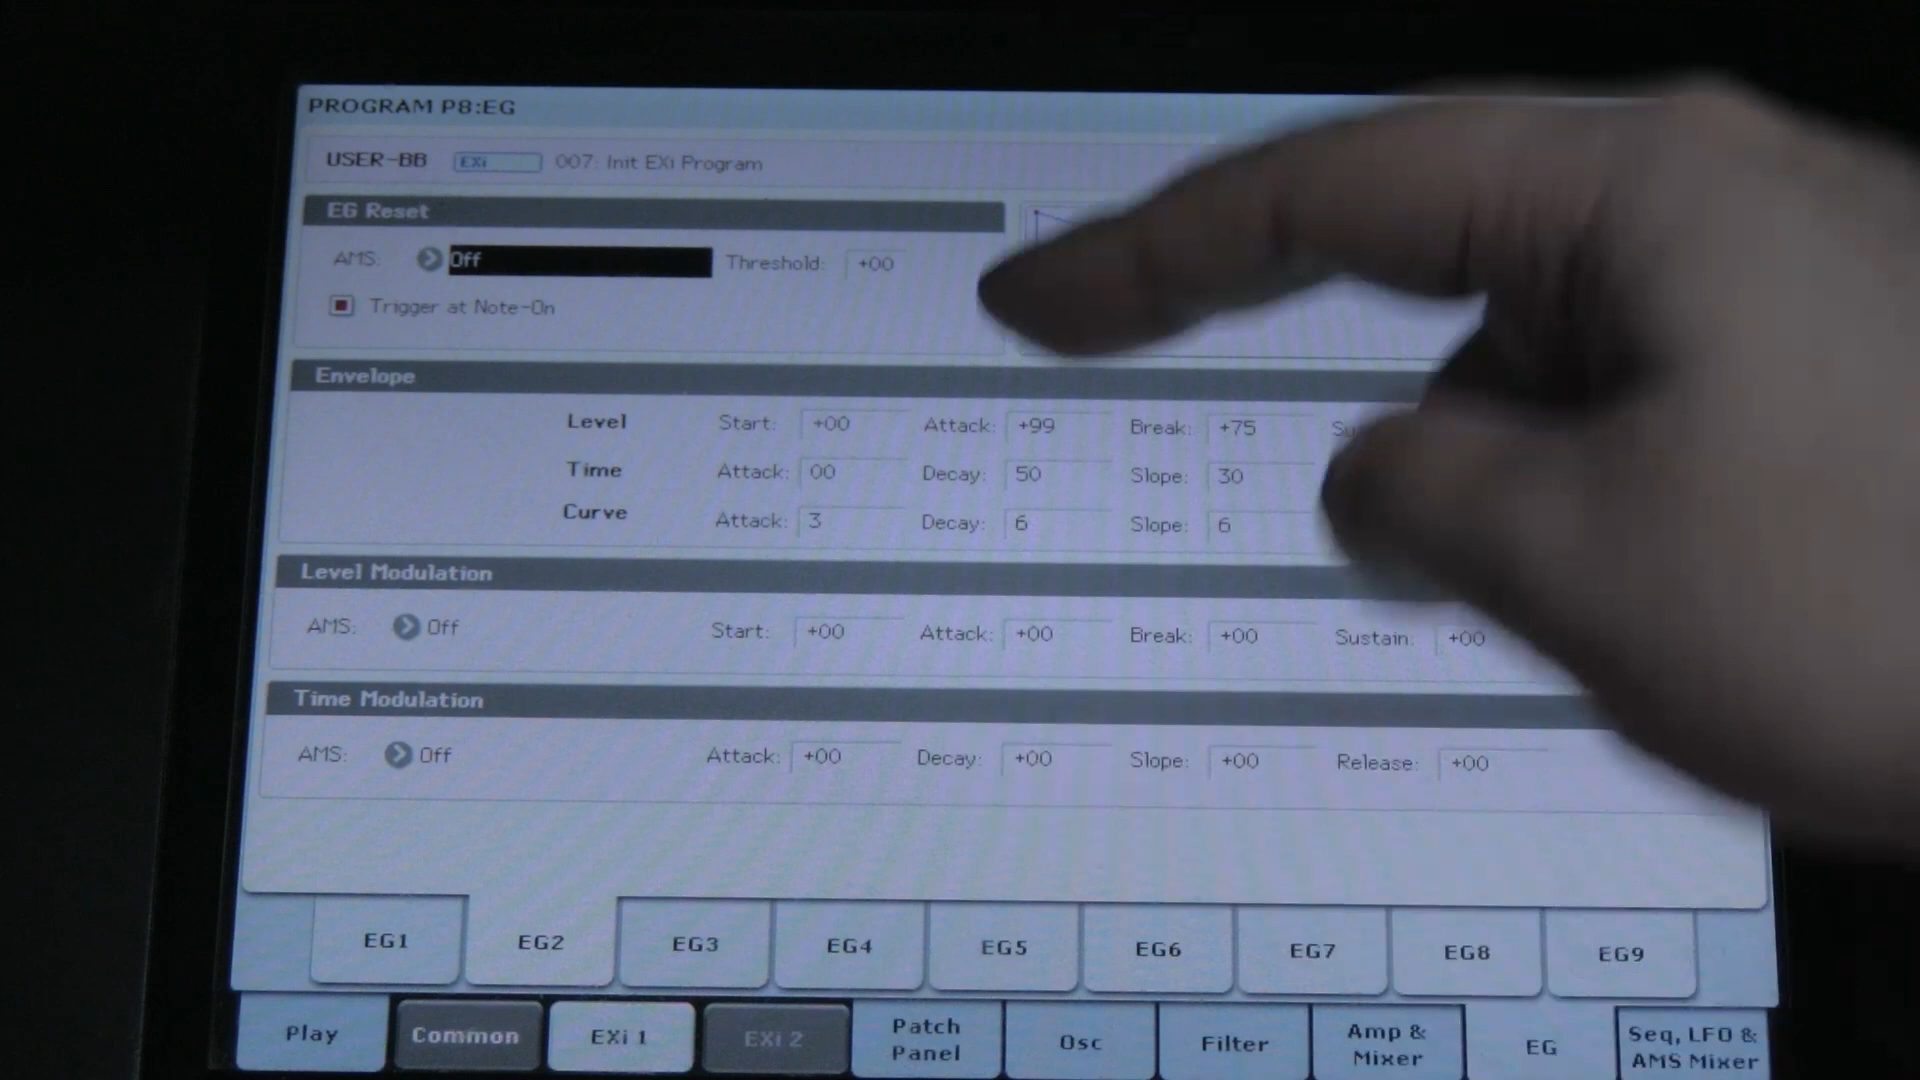 PROGRAM P8:EG
USER-BB EXi 007: Init EXi Program
EG Reset
AMS: Off Threshold: +00
Trigger at Note-On
Envelope
Level Start: +00 Attack: +99 Break: +75
Time Attack: 00 Decay: 50 Slope: 30
Curve Attack: 3 Decay: 6 Slope: 6
Level Modulation
AMS: Off Start: +00 Attack: +00 Break: +00 Sustain: +00
Time Modulation
AMS: Off Attack: +00 Decay: +00 Slope: +00 Release: +00
EG1 EG2 EG3 EG4 EG5 EG6 EG7 EG8 EG9
Play Common EXi 1 EXi 2 Patch Panel Osc Filter Amp & Mixer EG Seq, LFO & AMS Mixer